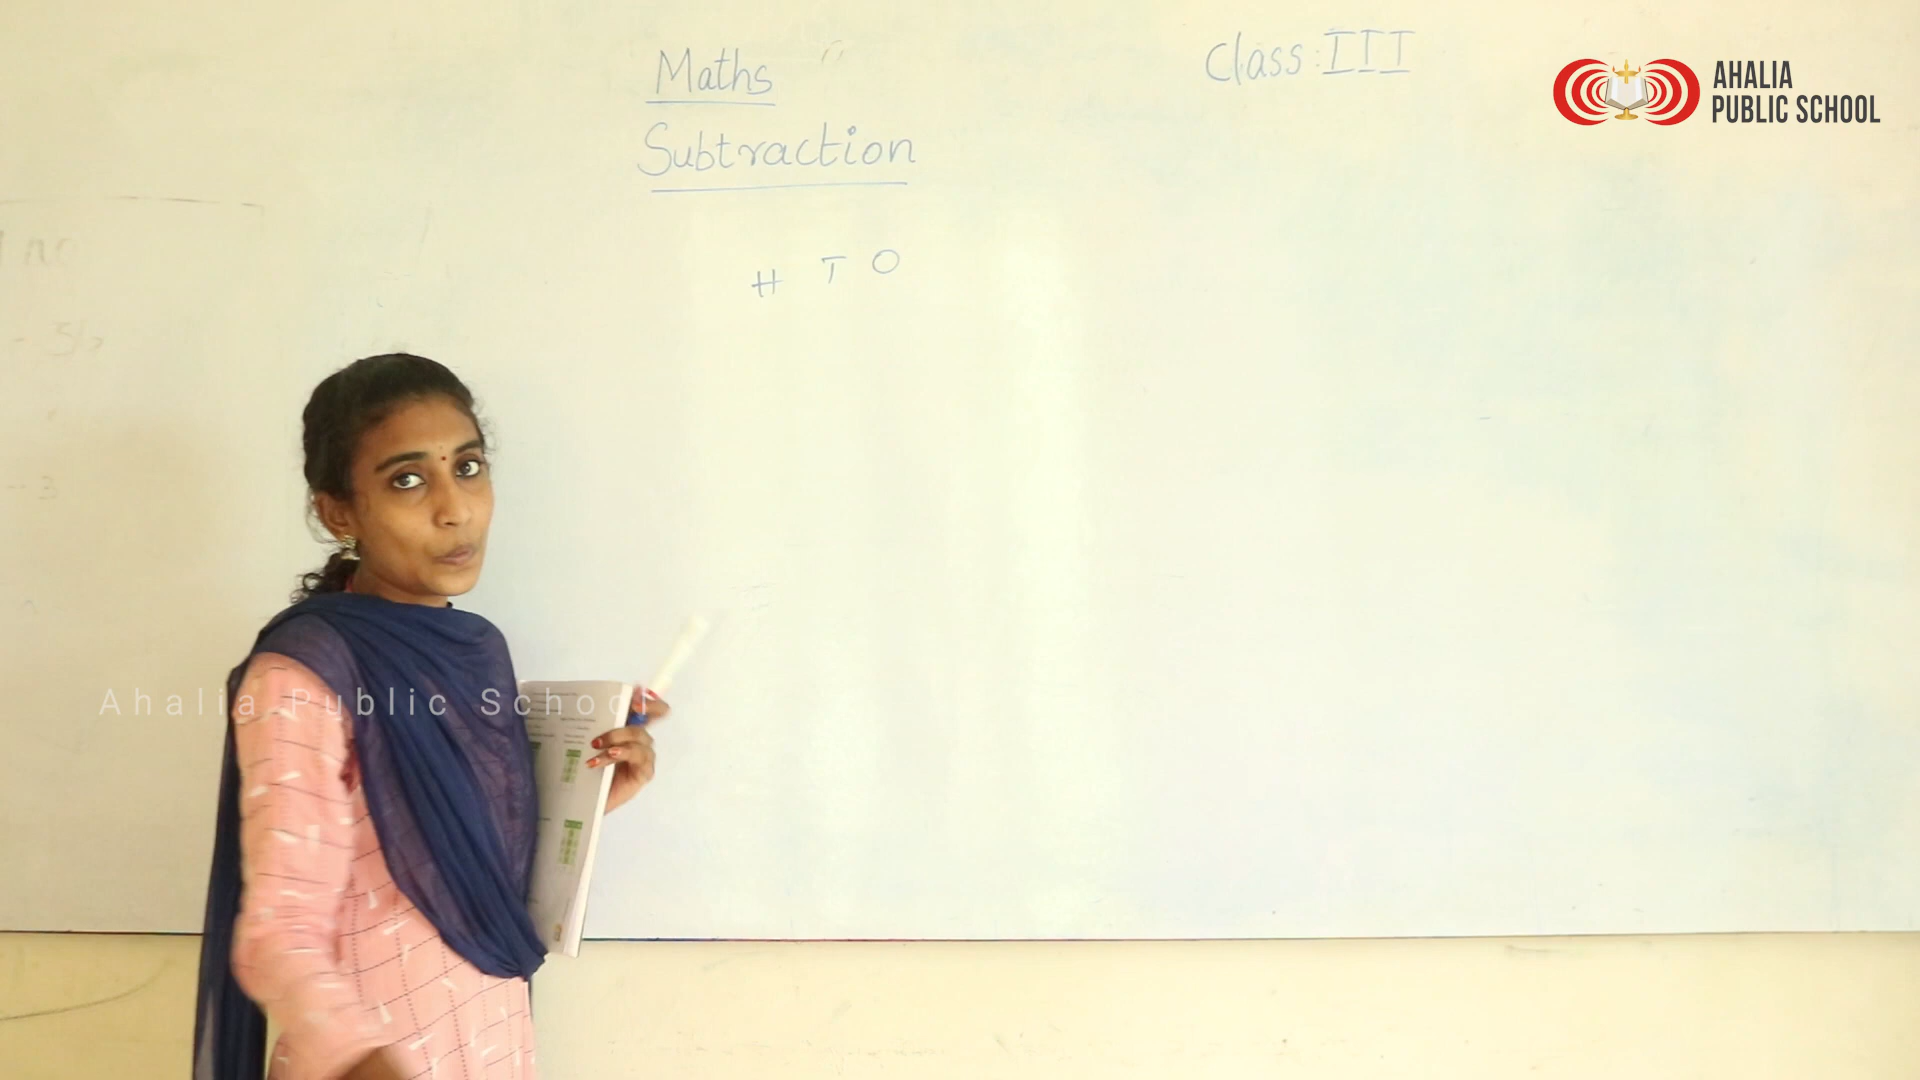 Maths
Class : III
AHALIA
PUBLIC SCHOOL
Subtraction
H T O
Ahalia Public School